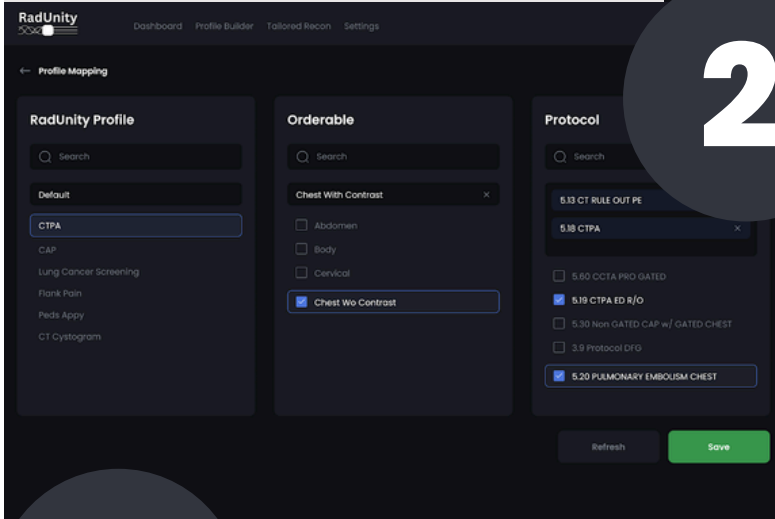 RadUnity
Dashboard Profile Builder Tailored Recon Settings
2
← Profile Mapping
RadUnity Profile
Search
Default
CTPA
CAP
Lung Cancer Screening
Flank Pain
Peds Appy
CT Cystogram
Orderable
Search
Chest With Contrast ×
Abdomen
Body
Cervical
Chest Wo Contrast
Protocol
Search
5.13 CT RULE OUT PE
5.18 CTPA ×
5.60 CCTA PRO GATED
5.19 CTPA ED R/O
5.30 Non GATED CAP w/ GATED CHEST
3.9 Protocol DFG
5.20 PULMONARY EMBOLISM CHEST
Refresh Save